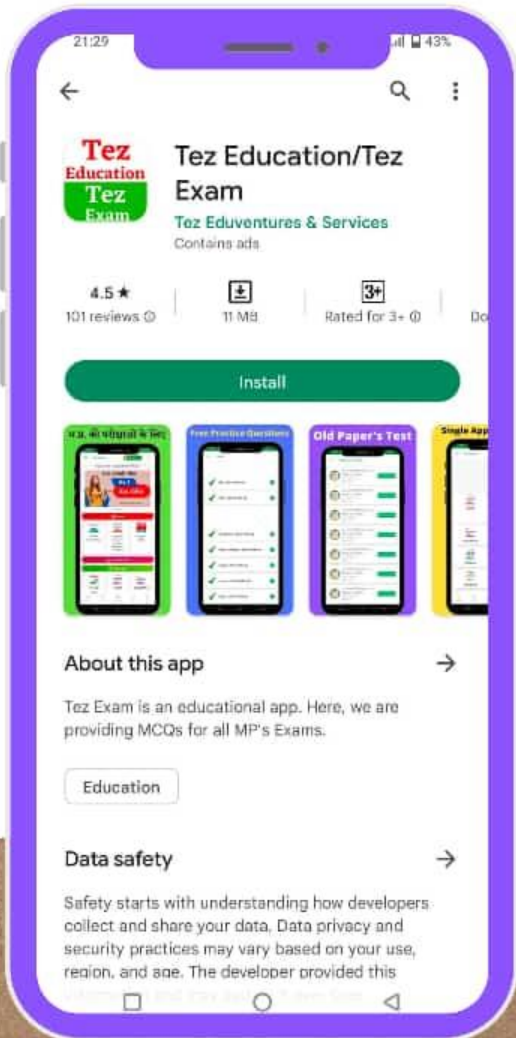 21:29
43%
Tez
Education
Tez
Exam
Tez Education/Tez
Exam
Tez Eduventures & Services
Contains ads
4.5★
101 reviews
11 MB
3+
Rated for 3+
Do
Install
म.प्र. की परीक्षाओं के लिए
Free Practice Questions
Old Paper's Test
Single App
About this app
Tez Exam is an educational app. Here, we are
providing MCQs for all MP's Exams.
Education
Data safety
Safety starts with understanding how developers
collect and share your data. Data privacy and
security practices may vary based on your use,
region, and age. The developer provided this